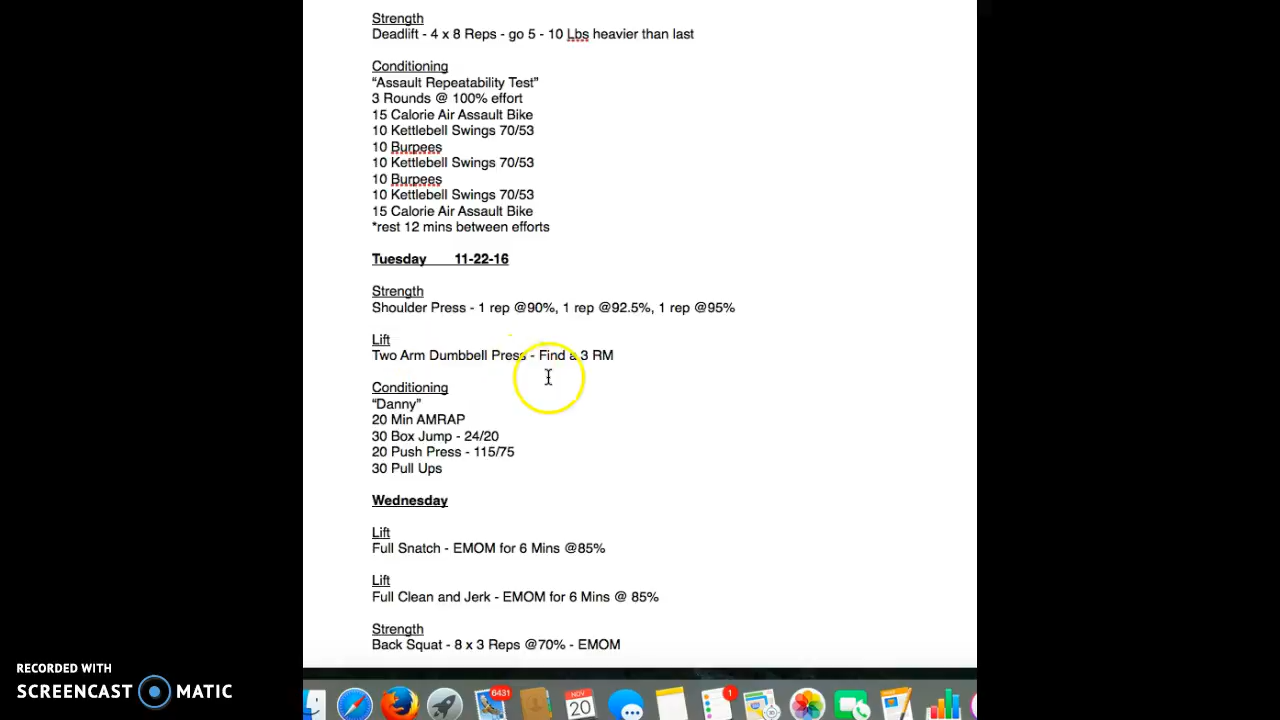 Strength
Deadlift - 4 x 8 Reps - go 5 - 10 Lbs heavier than last
Conditioning
“Assault Repeatability Test”
3 Rounds @ 100% effort
15 Calorie Air Assault Bike
10 Kettlebell Swings 70/53
10 Burpees
10 Kettlebell Swings 70/53
10 Burpees
10 Kettlebell Swings 70/53
15 Calorie Air Assault Bike
*rest 12 mins between efforts
Tuesday 11-22-16
Strength
Shoulder Press - 1 rep @90%, 1 rep @92.5%, 1 rep @95%
Lift
Two Arm Dumbbell Press - Find a 3 RM
Conditioning
“Danny”
20 Min AMRAP
30 Box Jump - 24/20
20 Push Press - 115/75
30 Pull Ups
Wednesday
Lift
Full Snatch - EMOM for 6 Mins @85%
Lift
Full Clean and Jerk - EMOM for 6 Mins @ 85%
Strength
Back Squat - 8 x 3 Reps @70% - EMOM
RECORDED WITH
SCREENCAST MATIC
6431
NOV
20
1